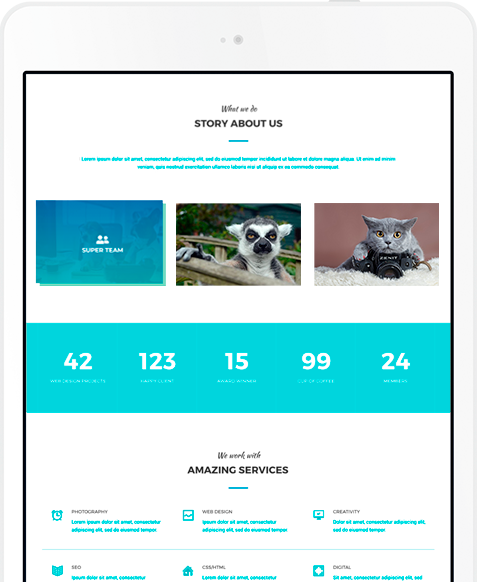 What we do
STORY ABOUT US
Lorem ipsum dolor sit amet, consectetur adipiscing elit, sed do eiusmod tempor incididunt ut labore et dolore magna aliqua. Ut enim ad minim
veniam, quis nostrud exercitation ullamco laboris nisi ut aliquip ex ea commodo consequat.
SUPER TEAM
ZENIT
42 123 15 99 24
WEB DESIGN PROJECTS HAPPY CLIENT AWARD WINNER CUP OF COFFEE MEMBERS
We work with
AMAZING SERVICES
PHOTOGRAPHY WEB DESIGN CREATIVITY
Lorem ipsum dolor sit amet, consectetur Lorem ipsum dolor sit amet, consectetur Dolor sit amet, consectetur adipiscing
adipiscing elit, sed do eiusmod tempor. adipiscing elit, sed do eiusmod tempor. elit, sed do eiusmod tempor.
SEO CSS/HTML DIGITAL
Lorem ipsum dolor sit amet, consectetur Lorem ipsum dolor sit amet, consectetur Sit amet, consectetur adipiscing elit,